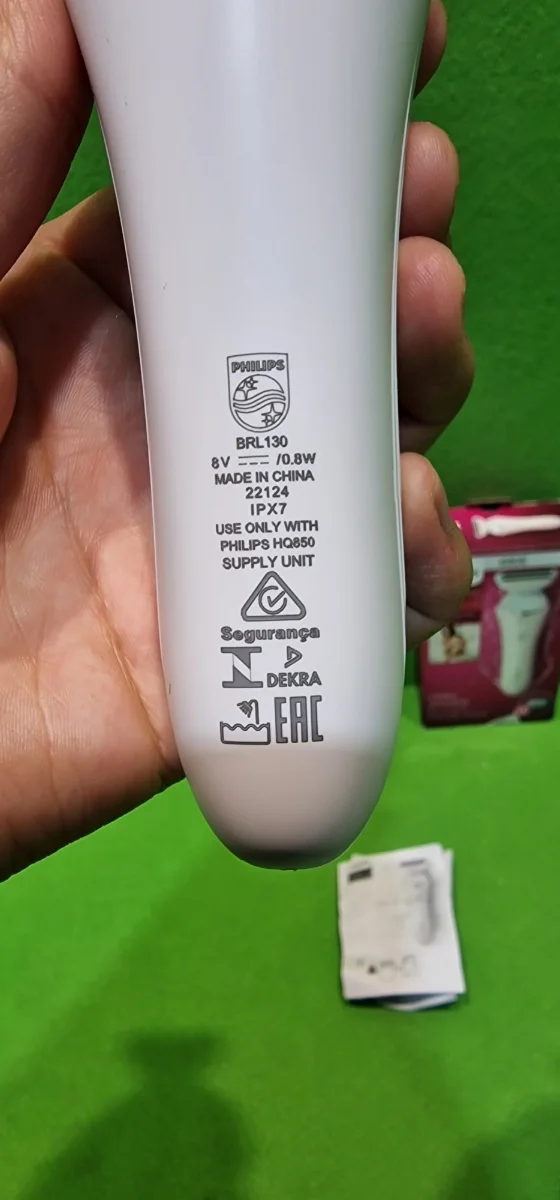 PHILIPS
BRL130
8V ⎓ /0.8W
MADE IN CHINA
22124
IPX7
USE ONLY WITH
PHILIPS HQ850
SUPPLY UNIT
Segurança
DEKRA
EAC